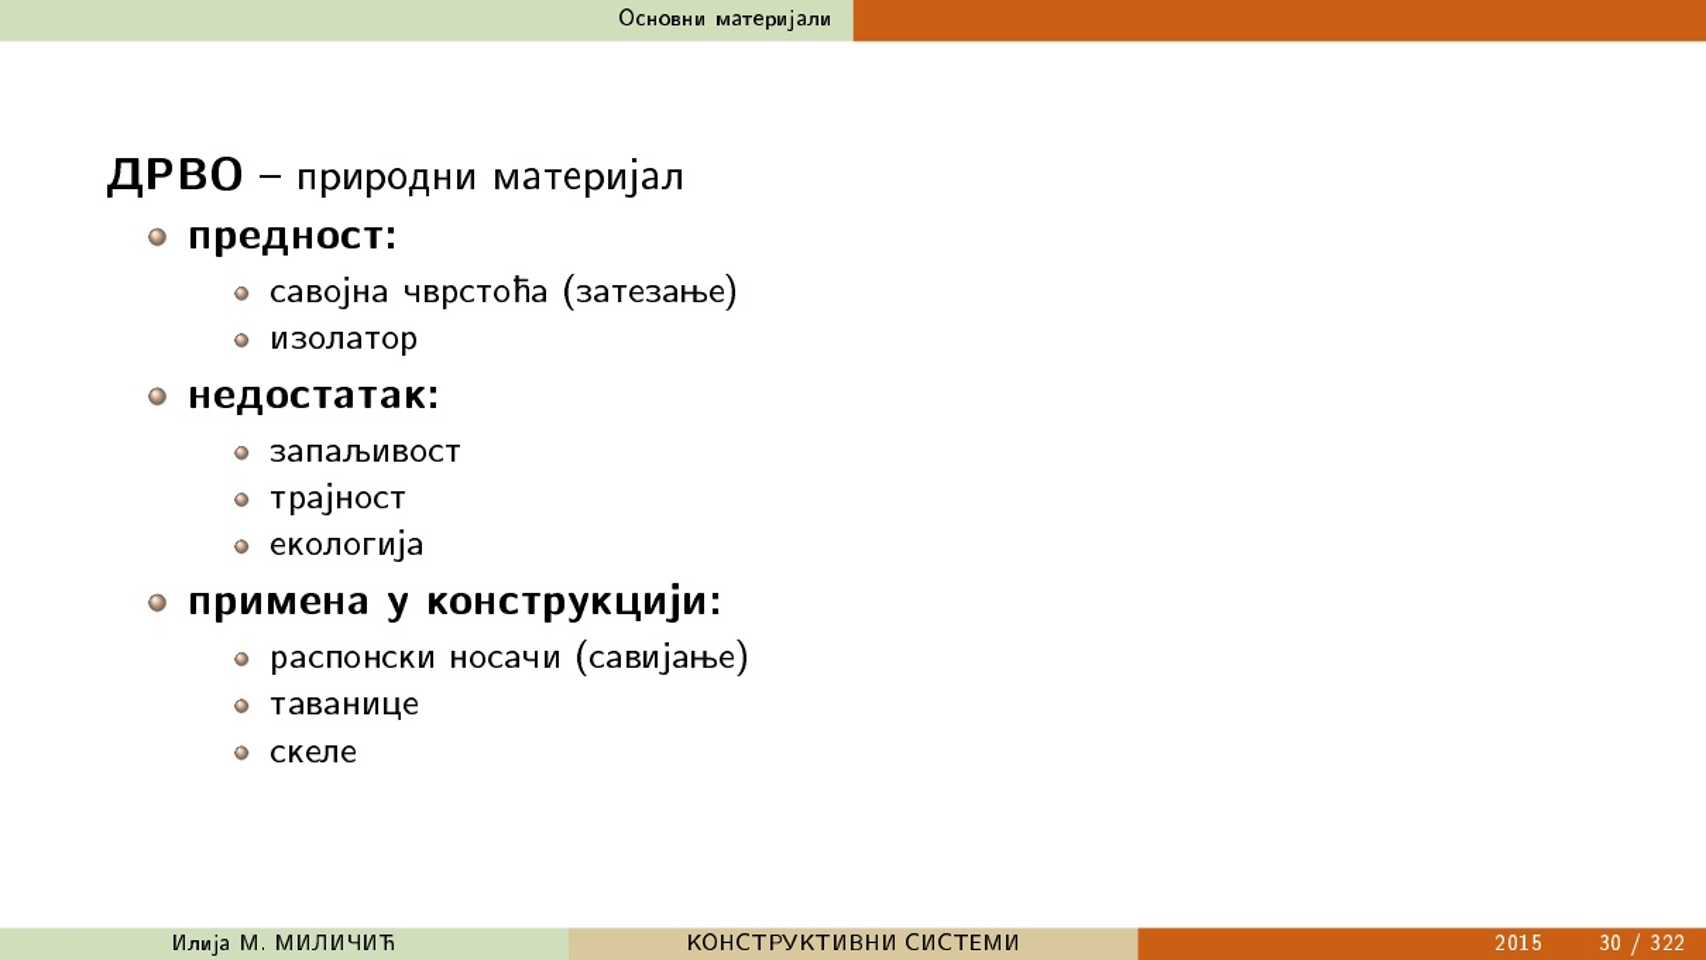 Основни материјали
ДРВО – природни материјал
предност:
савојна чврстоћа (затезање)
изолатор
недостатак:
запаљивост
трајност
екологија
примена у конструкцији:
распонски носачи (савијање)
таванице
скеле
Илија М. МИЛИЧИЋ
КОНСТРУКТИВНИ СИСТЕМИ
2015 30 / 322